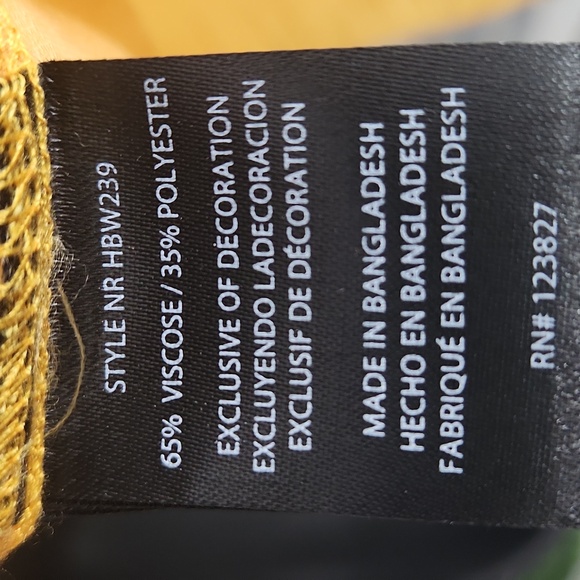 STYLE NR HBW239
65% VISCOSE / 35% POLYESTER
EXCLUSIVE OF DECORATION
EXCLUYENDO LADECORACION
EXCLUSIF DE DÉCORATION
MADE IN BANGLADESH
HECHO EN BANGLADESH
FABRIQUÉ EN BANGLADESH
RN# 123827